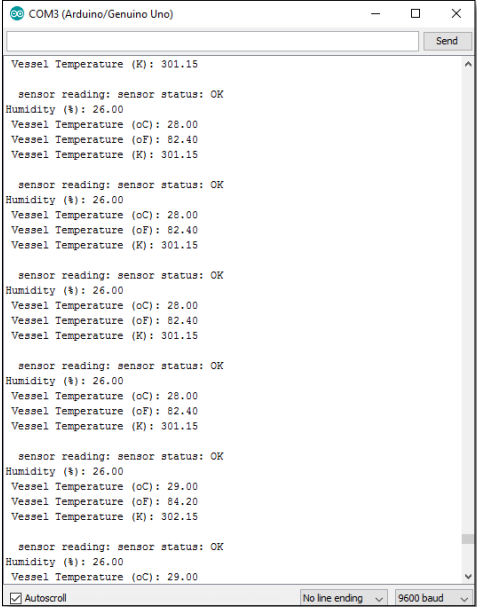 COM3 (Arduino/Genuino Uno)
Send
Vessel Temperature (K): 301.15
sensor reading: sensor status: OK
Humidity (%): 26.00
Vessel Temperature (oC): 28.00
Vessel Temperature (oF): 82.40
Vessel Temperature (K): 301.15
sensor reading: sensor status: OK
Humidity (%): 26.00
Vessel Temperature (oC): 28.00
Vessel Temperature (oF): 82.40
Vessel Temperature (K): 301.15
sensor reading: sensor status: OK
Humidity (%): 26.00
Vessel Temperature (oC): 28.00
Vessel Temperature (oF): 82.40
Vessel Temperature (K): 301.15
sensor reading: sensor status: OK
Humidity (%): 26.00
Vessel Temperature (oC): 28.00
Vessel Temperature (oF): 82.40
Vessel Temperature (K): 301.15
sensor reading: sensor status: OK
Humidity (%): 26.00
Vessel Temperature (oC): 29.00
Vessel Temperature (oF): 84.20
Vessel Temperature (K): 302.15
sensor reading: sensor status: OK
Humidity (%): 26.00
Vessel Temperature (oC): 29.00
Autoscroll
No line ending
9600 baud